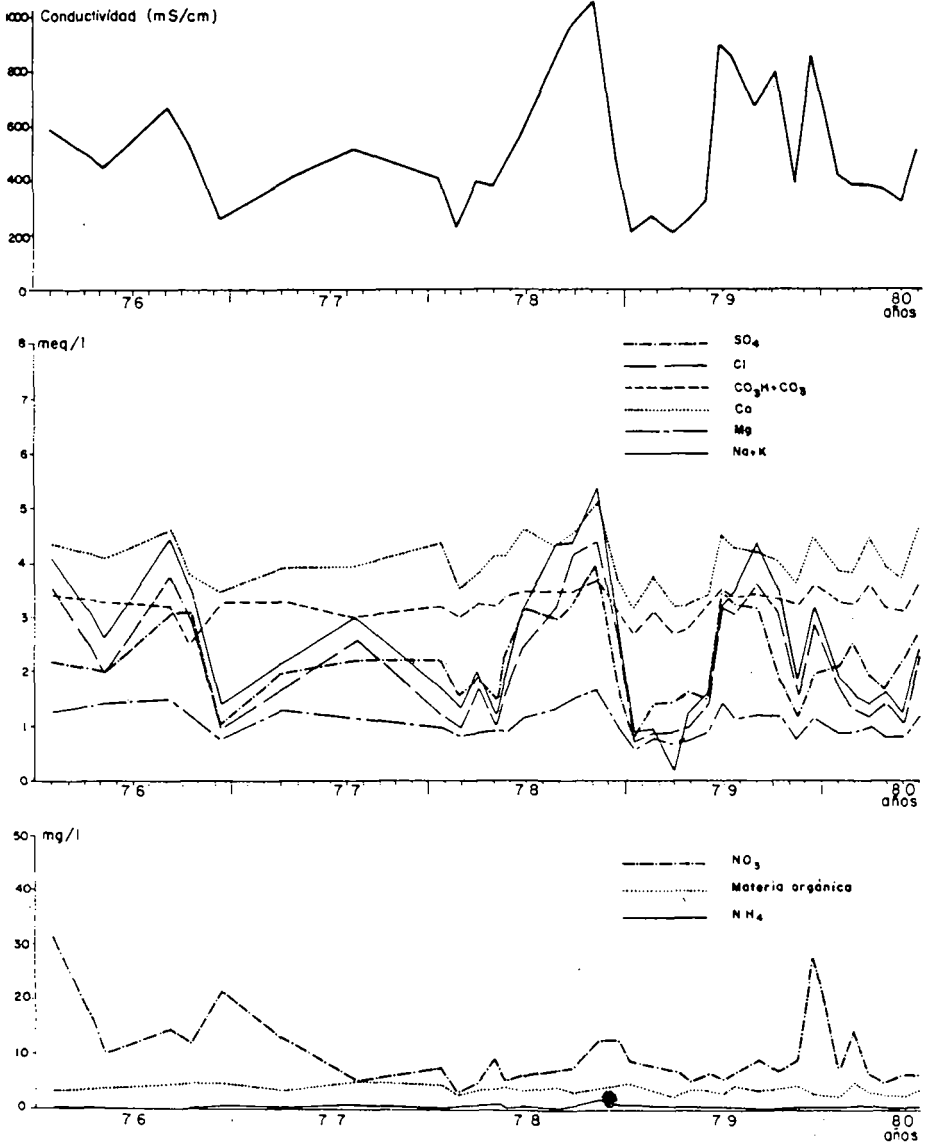 Conductividad (mS/cm)
1000
800
600
400
200
0
76 77 78 79 80
años
meq/l
8
7
6
5
4
3
2
1
0
SO4
Cl
CO3H+CO3
Ca
Mg
Na+K
76 77 78 79 80
años
mg/l
50
40
30
20
10
0
NO3
Materia orgánica
NH4
76 77 78 79 80
años